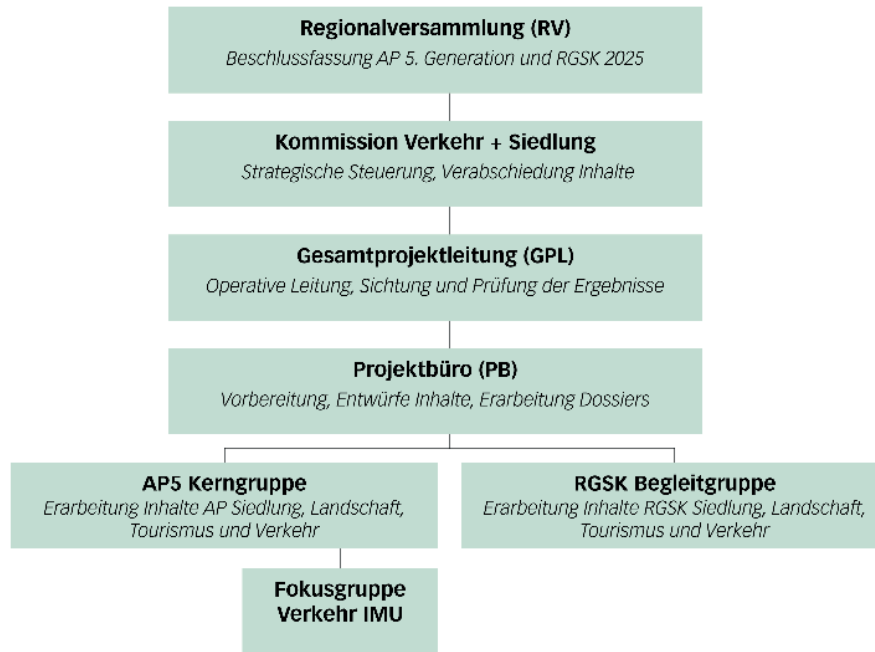 Regionalversammlung (RV)
Beschlussfassung AP 5. Generation und RGSK 2025
Kommission Verkehr + Siedlung
Strategische Steuerung, Verabschiedung Inhalte
Gesamtprojektleitung (GPL)
Operative Leitung, Sichtung und Prüfung der Ergebnisse
Projektbüro (PB)
Vorbereitung, Entwürfe Inhalte, Erarbeitung Dossiers
AP5 Kerngruppe
Erarbeitung Inhalte AP Siedlung, Landschaft,
Tourismus und Verkehr
RGSK Begleitgruppe
Erarbeitung Inhalte RGSK Siedlung, Landschaft,
Tourismus und Verkehr
Fokusgruppe
Verkehr IMU